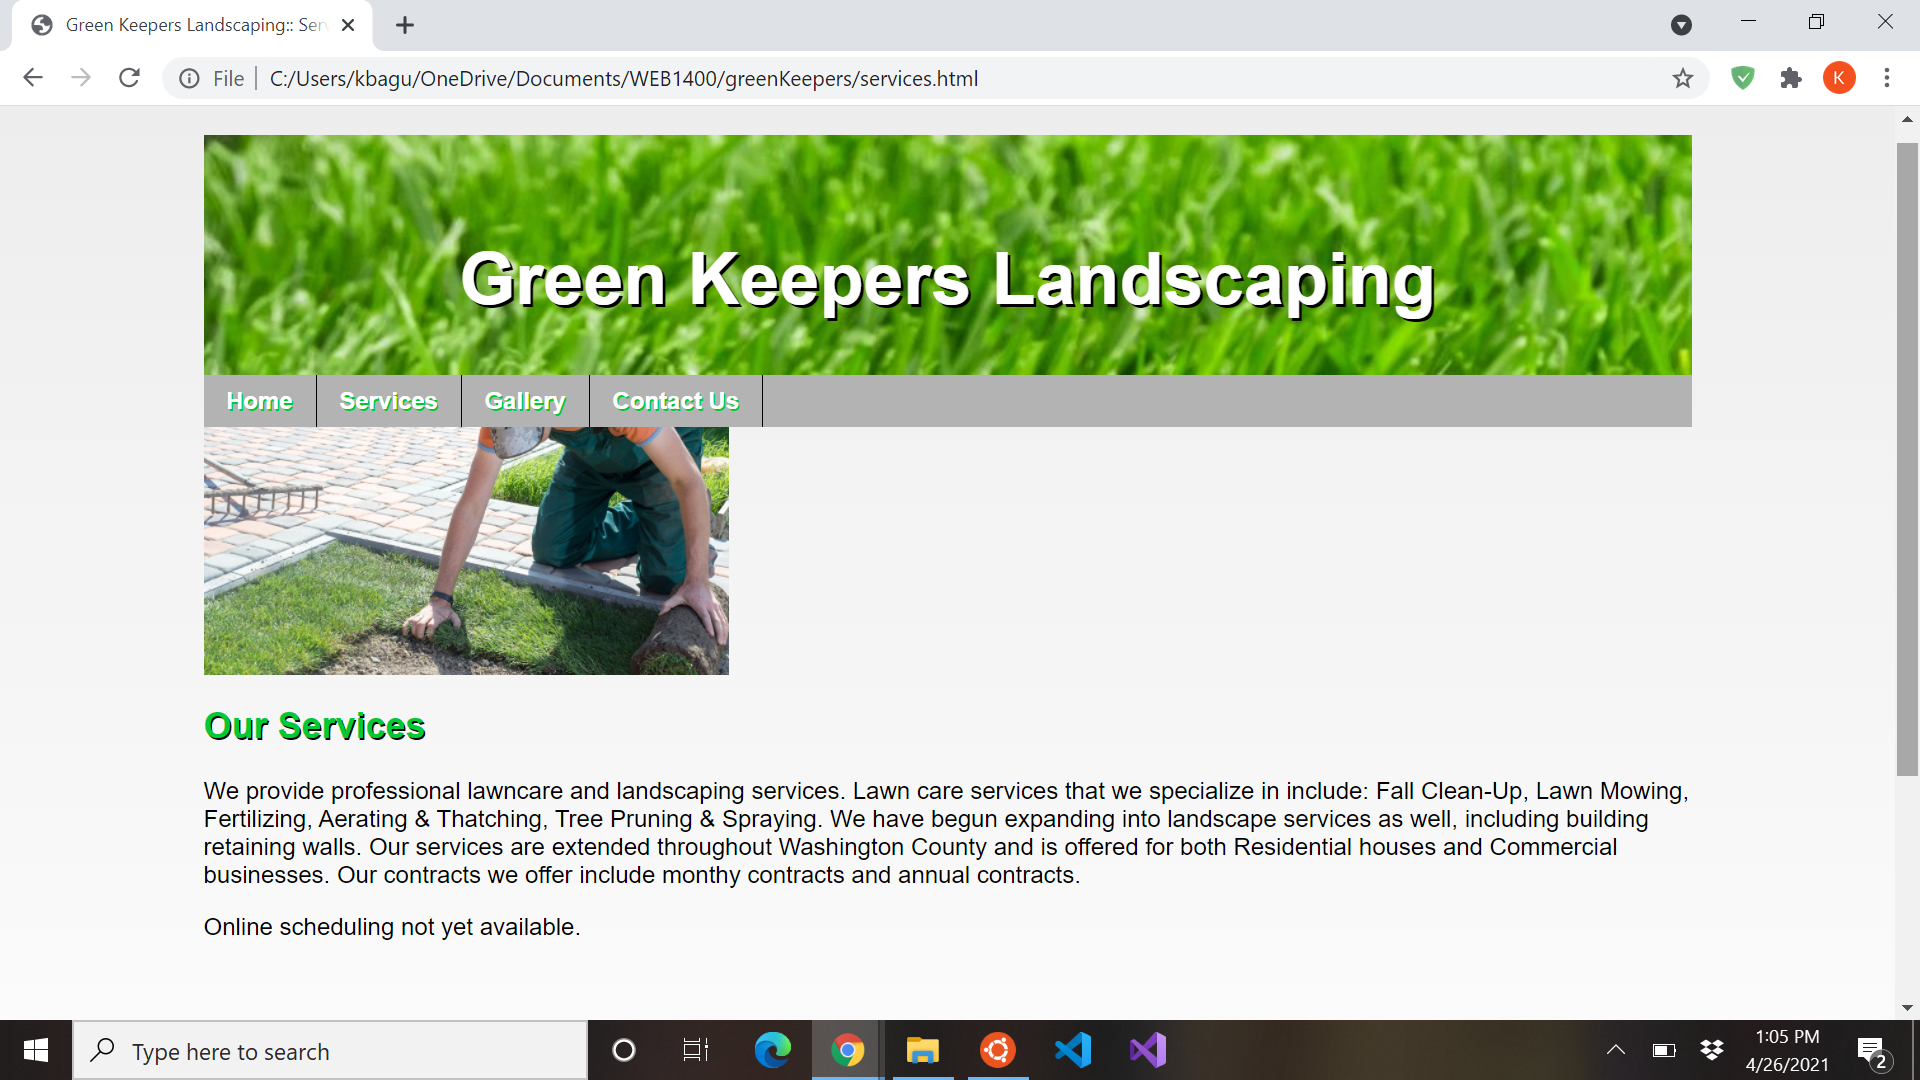 Green Keepers Landscaping:: Ser
File
C:/Users/kbagu/OneDrive/Documents/WEB1400/greenKeepers/services.html
K
Green Keepers Landscaping
Home Services Gallery Contact Us
Our Services
We provide professional lawncare and landscaping services. Lawn care services that we specialize in include: Fall Clean-Up, Lawn Mowing,
Fertilizing, Aerating & Thatching, Tree Pruning & Spraying. We have begun expanding into landscape services as well, including building
retaining walls. Our services are extended throughout Washington County and is offered for both Residential houses and Commercial
businesses. Our contracts we offer include monthy contracts and annual contracts.
Online scheduling not yet available.
Type here to search
1:05 PM
4/26/2021
2